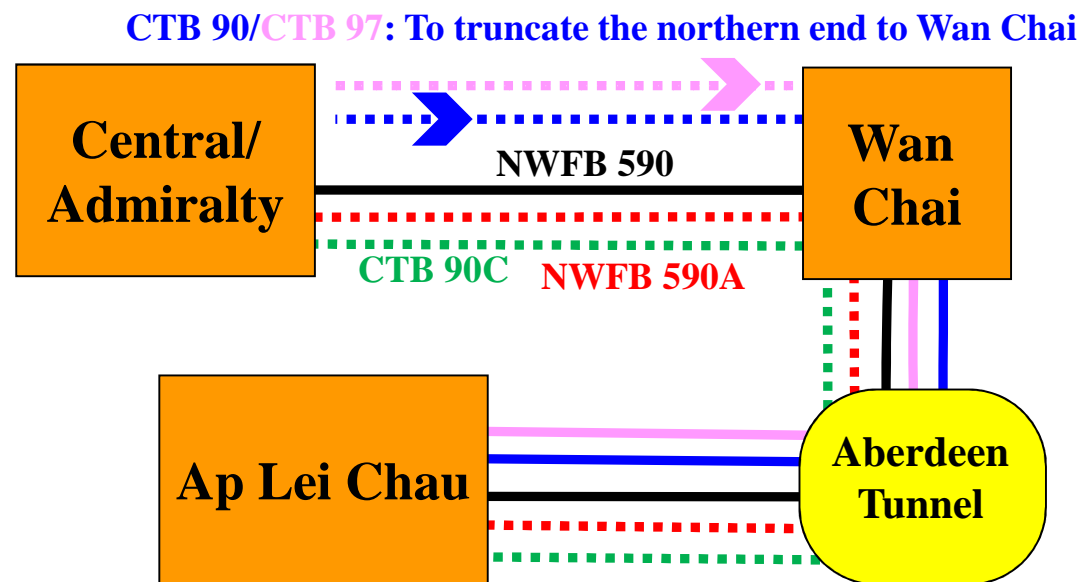 CTB 90/CTB 97: To truncate the northern end to Wan Chai
Central/
Admiralty
NWFB 590
Wan
Chai
CTB 90C
NWFB 590A
Ap Lei Chau
Aberdeen
Tunnel